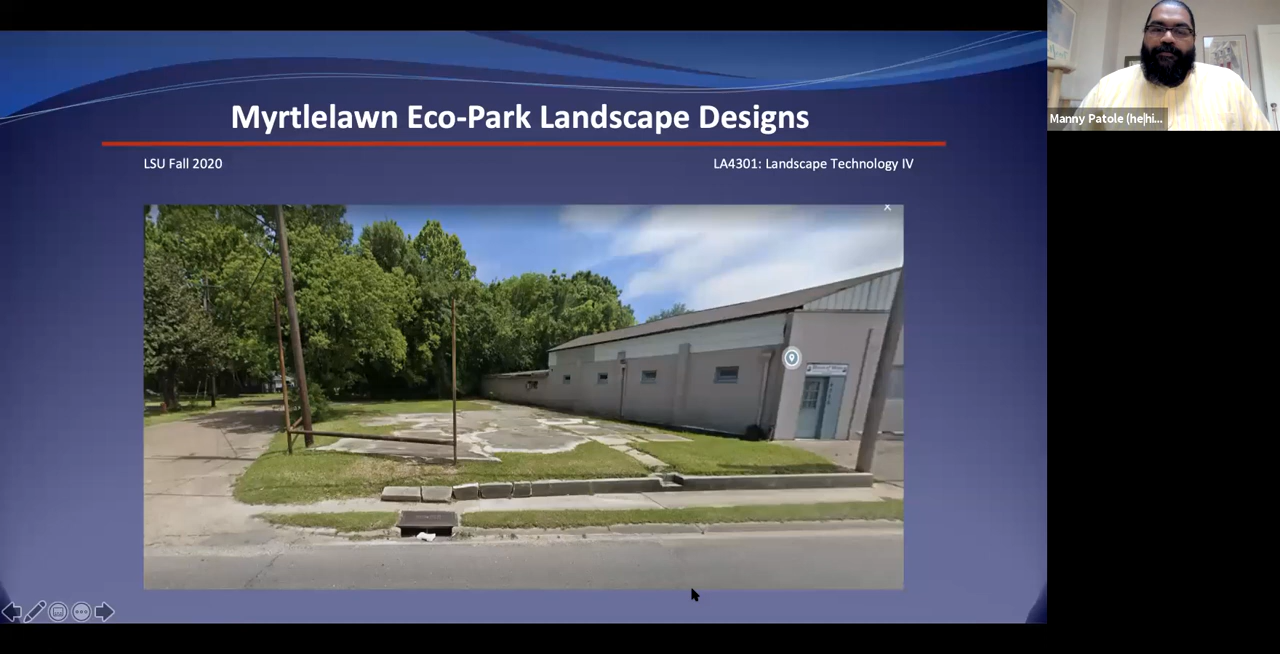 Myrtlelawn Eco-Park Landscape Designs
LSU Fall 2020
LA4301: Landscape Technology IV
Manny Patole (he|hi...